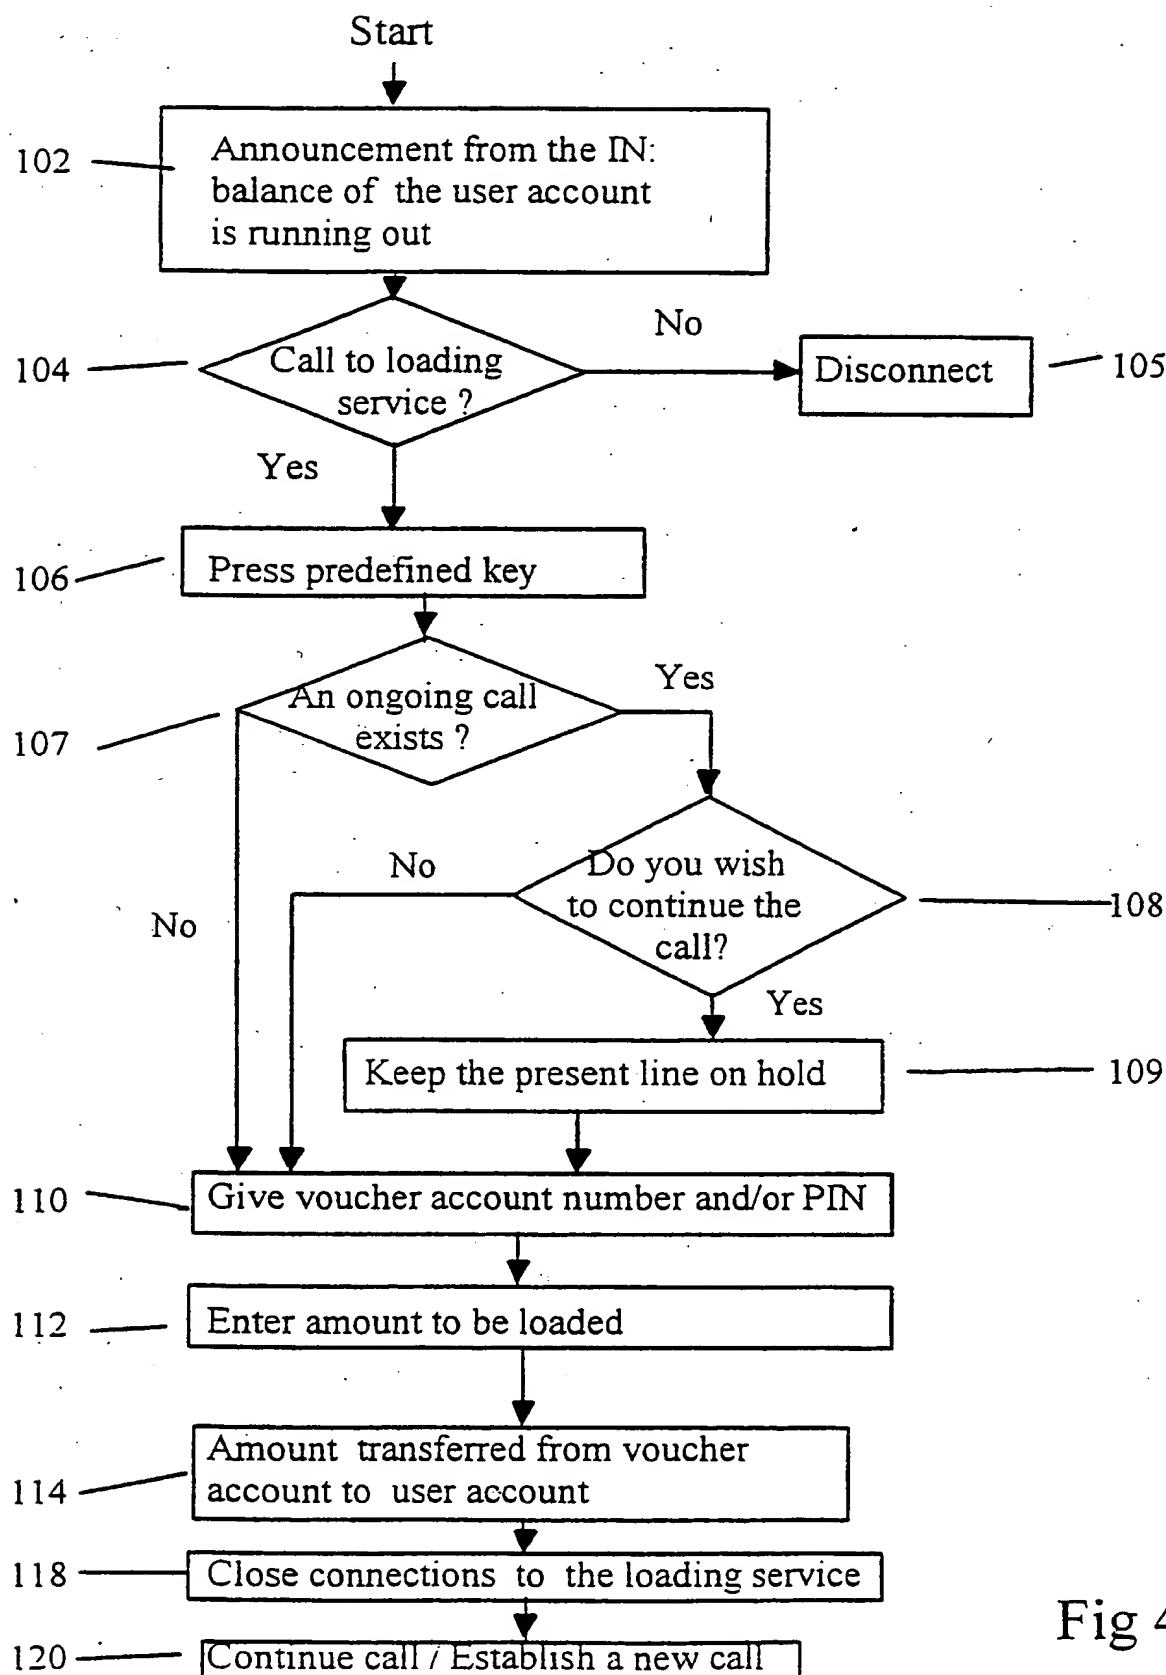 Start
102
Announcement from the IN:
balance of the user account
is running out
No
104
Call to loading
service ?
Disconnect
105
Yes
106
Press predefined key
Yes
107
An ongoing call
exists ?
No
Do you wish
to continue the
call?
108
No
Yes
Keep the present line on hold
109
110
Give voucher account number and/or PIN
112
Enter amount to be loaded
114
Amount transferred from voucher
account to user account
118
Close connections to the loading service
Fig 4
120
Continue call / Establish a new call